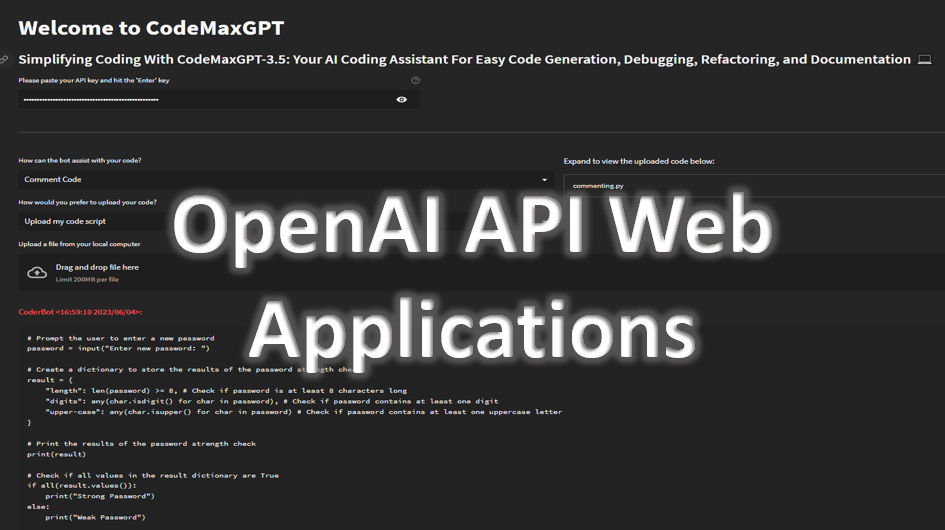 Welcome to CodeMaxGPT
Simplifying Coding With CodeMaxGPT-3.5: Your AI Coding Assistant For Easy Code Generation, Debugging, Refactoring, and Documentation
Please paste your API key and hit the 'Enter' key
How can the bot assist with your code?
Expand to view the uploaded code below:
Comment Code
commenting.py
How would you prefer to upload your code?
Upload my code script
OpenAI API Web
Applications
Upload a file from your local computer
Drag and drop file here
Limit 200MB per file
CoderBot <16:59:10 2023/06/04>:
# Prompt the user to enter a new password
password = input("Enter new password: ")
# Create a dictionary to store the results of the password strength
result = {
"length": len(password) >= 8, # Check if password is at least 8 characters long
"digits": any(char.isdigit() for char in password), # Check if password contains at least one digit
"upper-case": any(char.isupper() for char in password) # Check if password contains at least one uppercase letter
}
# Print the results of the password strength check
print(result)
# Check if all values in the result dictionary are True
if all(result.values()):
print("Strong Password")
else:
print("Weak Password")